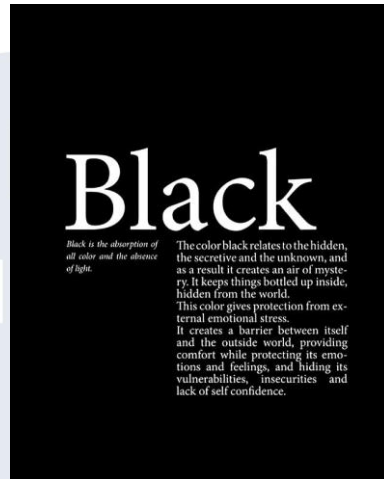 Black
Black is the absorption of
all color and the absence
of light.
The color black relates to the hidden,
the secretive and the unknown, and
as a result it creates an air of myste-
ry. It keeps things bottled up inside,
hidden from the world.
This color gives protection from ex-
ternal emotional stress.
It creates a barrier between itself
and the outside world, providing
comfort while protecting its emo-
tions and feelings, and hiding its
vulnerabilities, insecurities and
lack of self confidence.